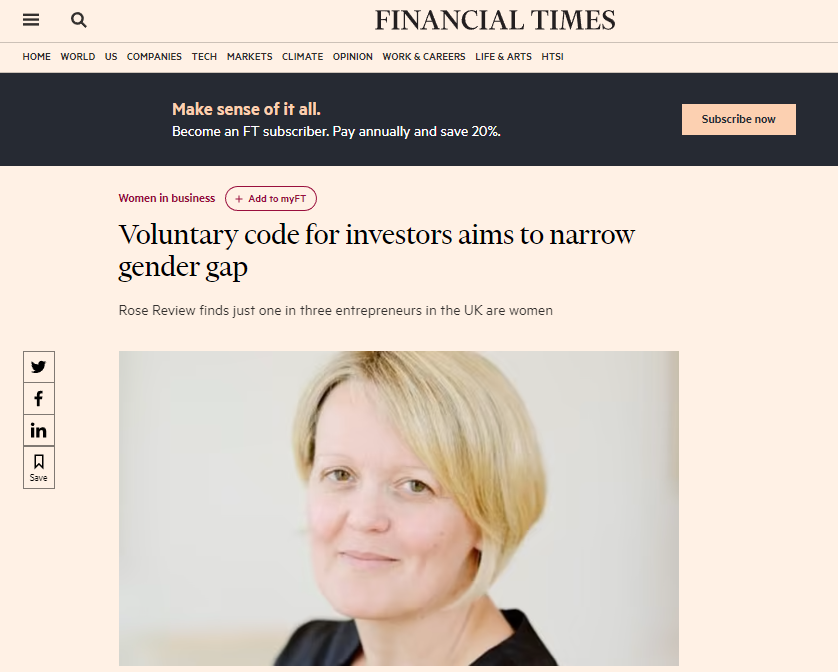 FINANCIAL TIMES
HOME WORLD US COMPANIES TECH MARKETS CLIMATE OPINION WORK & CAREERS LIFE & ARTS HTSI
Make sense of it all.
Become an FT subscriber. Pay annually and save 20%.
Subscribe now
Women in business
+ Add to myFT
Voluntary code for investors aims to narrow
gender gap
Rose Review finds just one in three entrepreneurs in the UK are women
Save